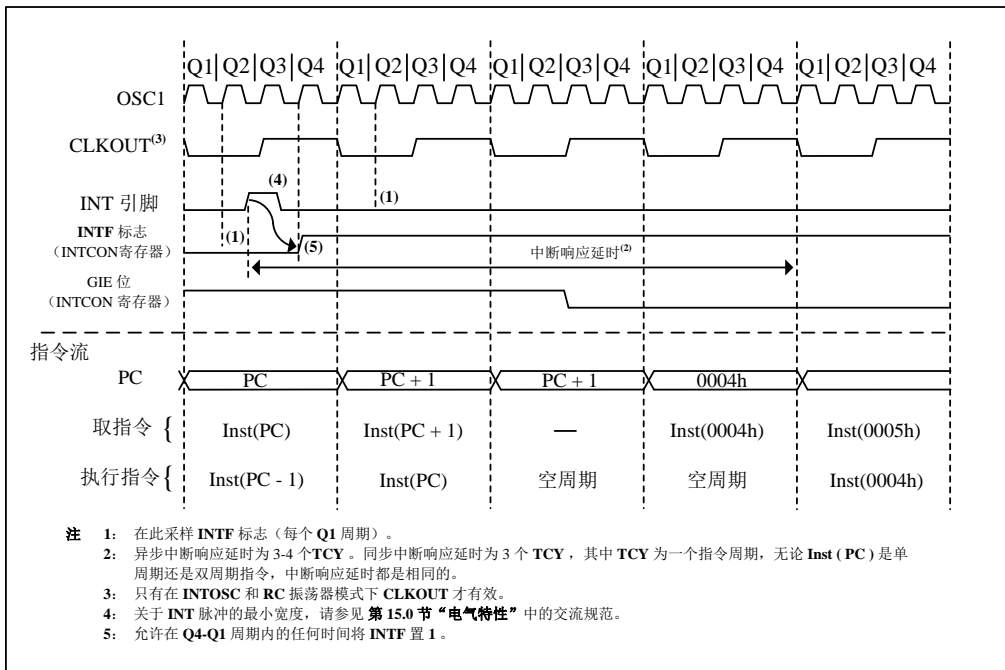 Q1|Q2|Q3|Q4 Q1|Q2|Q3|Q4 Q1|Q2|Q3|Q4 Q1|Q2|Q3|Q4 Q1|Q2|Q3|Q4
OSC1
CLKOUT(3)
(4)
INT 引脚
(1)
INTF 标志
(INTCON寄存器)
(1)
(5)
中断响应延时(2)
GIE 位
(INTCON 寄存器)
指令流
PC PC PC + 1 PC + 1 0004h
取指令 { Inst(PC) Inst(PC + 1) — Inst(0004h) Inst(0005h)
执行指令 { Inst(PC - 1) Inst(PC) 空周期 空周期 Inst(0004h)
注 1: 在此采样 INTF 标志（每个 Q1 周期）。
2: 异步中断响应延时为 3-4 个TCY 。同步中断响应延时为 3 个 TCY ，其中 TCY 为一个指令周期，无论 Inst ( PC ) 是单
周期还是双周期指令，中断响应延时都是相同的。
3: 只有在 INTOSC 和 RC 振荡器模式下 CLKOUT 才有效。
4: 关于 INT 脉冲的最小宽度，请参见 第 15.0 节“电气特性”中的交流规范。
5: 允许在 Q4-Q1 周期内的任何时间将 INTF 置 1 。